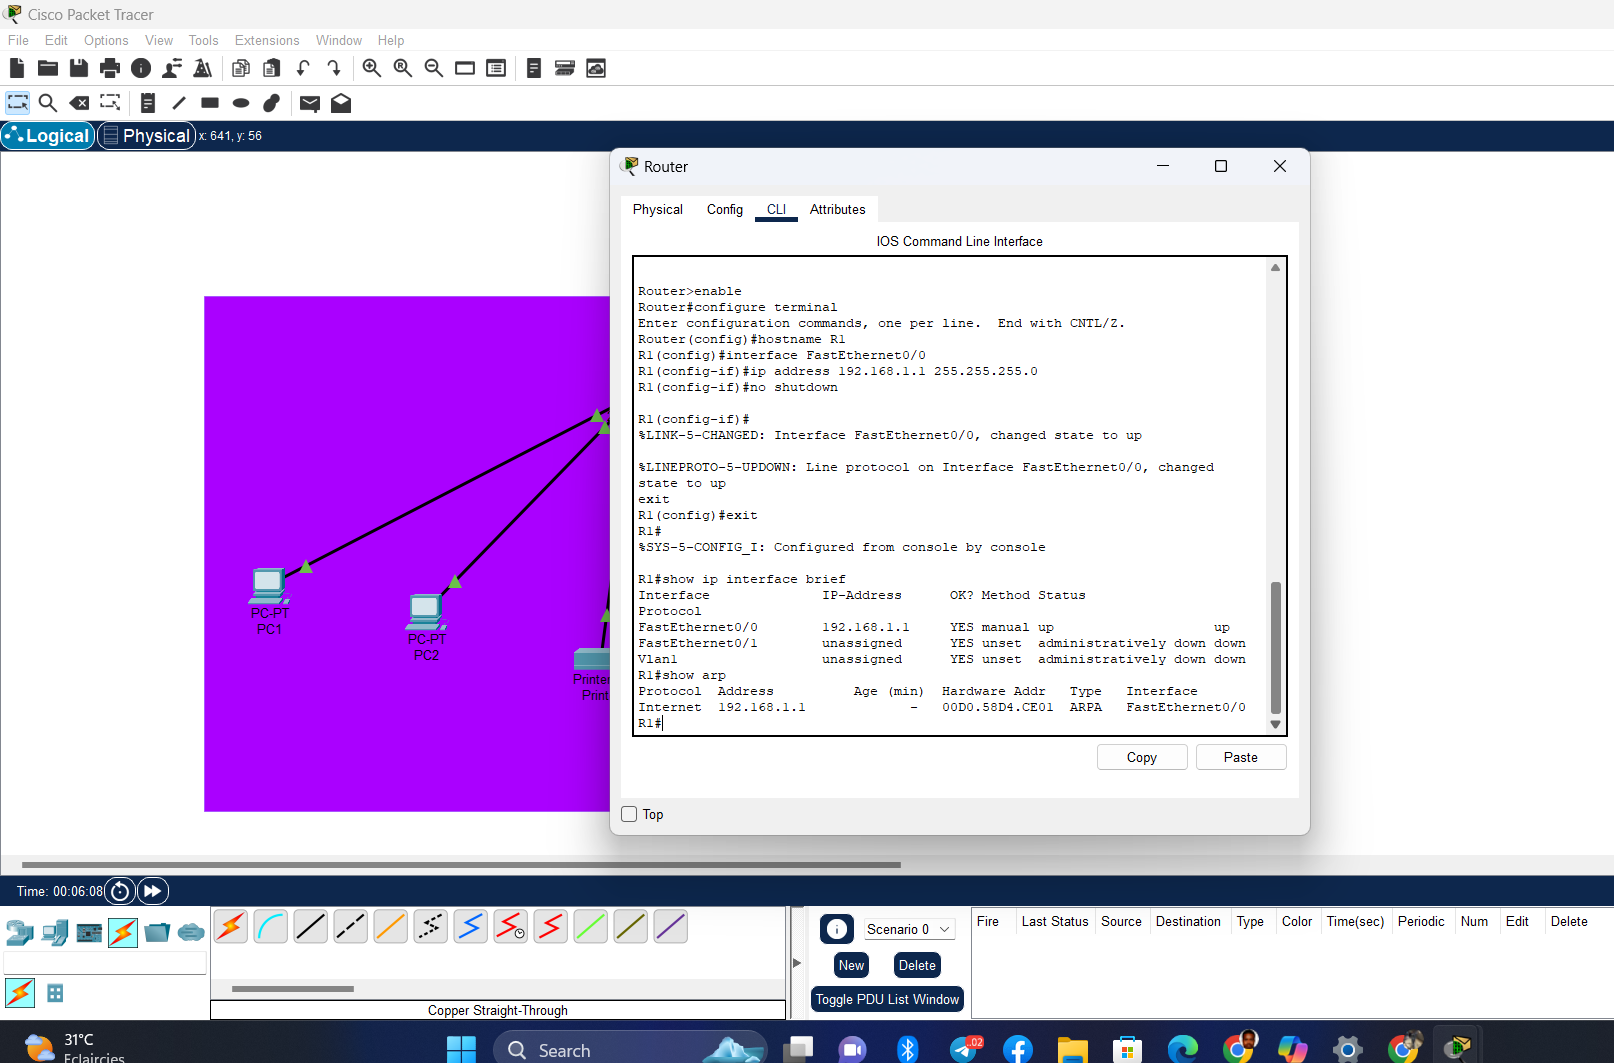 Cisco Packet Tracer
File Edit Options View Tools Extensions Window Help
Logical Physical x: 641, y: 56
Router
Physical Config CLI Attributes
IOS Command Line Interface
Router>enable
Router#configure terminal
Enter configuration commands, one per line.  End with CNTL/Z.
Router(config)#hostname R1
R1(config)#interface FastEthernet0/0
R1(config-if)#ip address 192.168.1.1 255.255.255.0
R1(config-if)#no shutdown
R1(config-if)#
%LINK-5-CHANGED: Interface FastEthernet0/0, changed state to up
%LINEPROTO-5-UPDOWN: Line protocol on Interface FastEthernet0/0, changed
state to up
exit
R1(config)#exit
R1#
%SYS-5-CONFIG_I: Configured from console by console
R1#show ip interface brief
Interface IP-Address OK? Method Status
Protocol
FastEthernet0/0 192.168.1.1 YES manual up up
FastEthernet0/1 unassigned YES unset administratively down down
Vlan1 unassigned YES unset administratively down down
R1#show arp
Protocol Address Age (min) Hardware Addr Type Interface
Internet 192.168.1.1 - 00D0.58D4.CE01 ARPA FastEthernet0/0
R1#
Copy Paste
Top
PC-PT
PC1
PC-PT
PC2
Printer
Print
Time: 00:06:08
Copper Straight-Through
Scenario 0
New Delete
Toggle PDU List Window
Fire Last Status Source Destination Type Color Time(sec) Periodic Num Edit Delete
31°C
Eclaircies
Search
..02